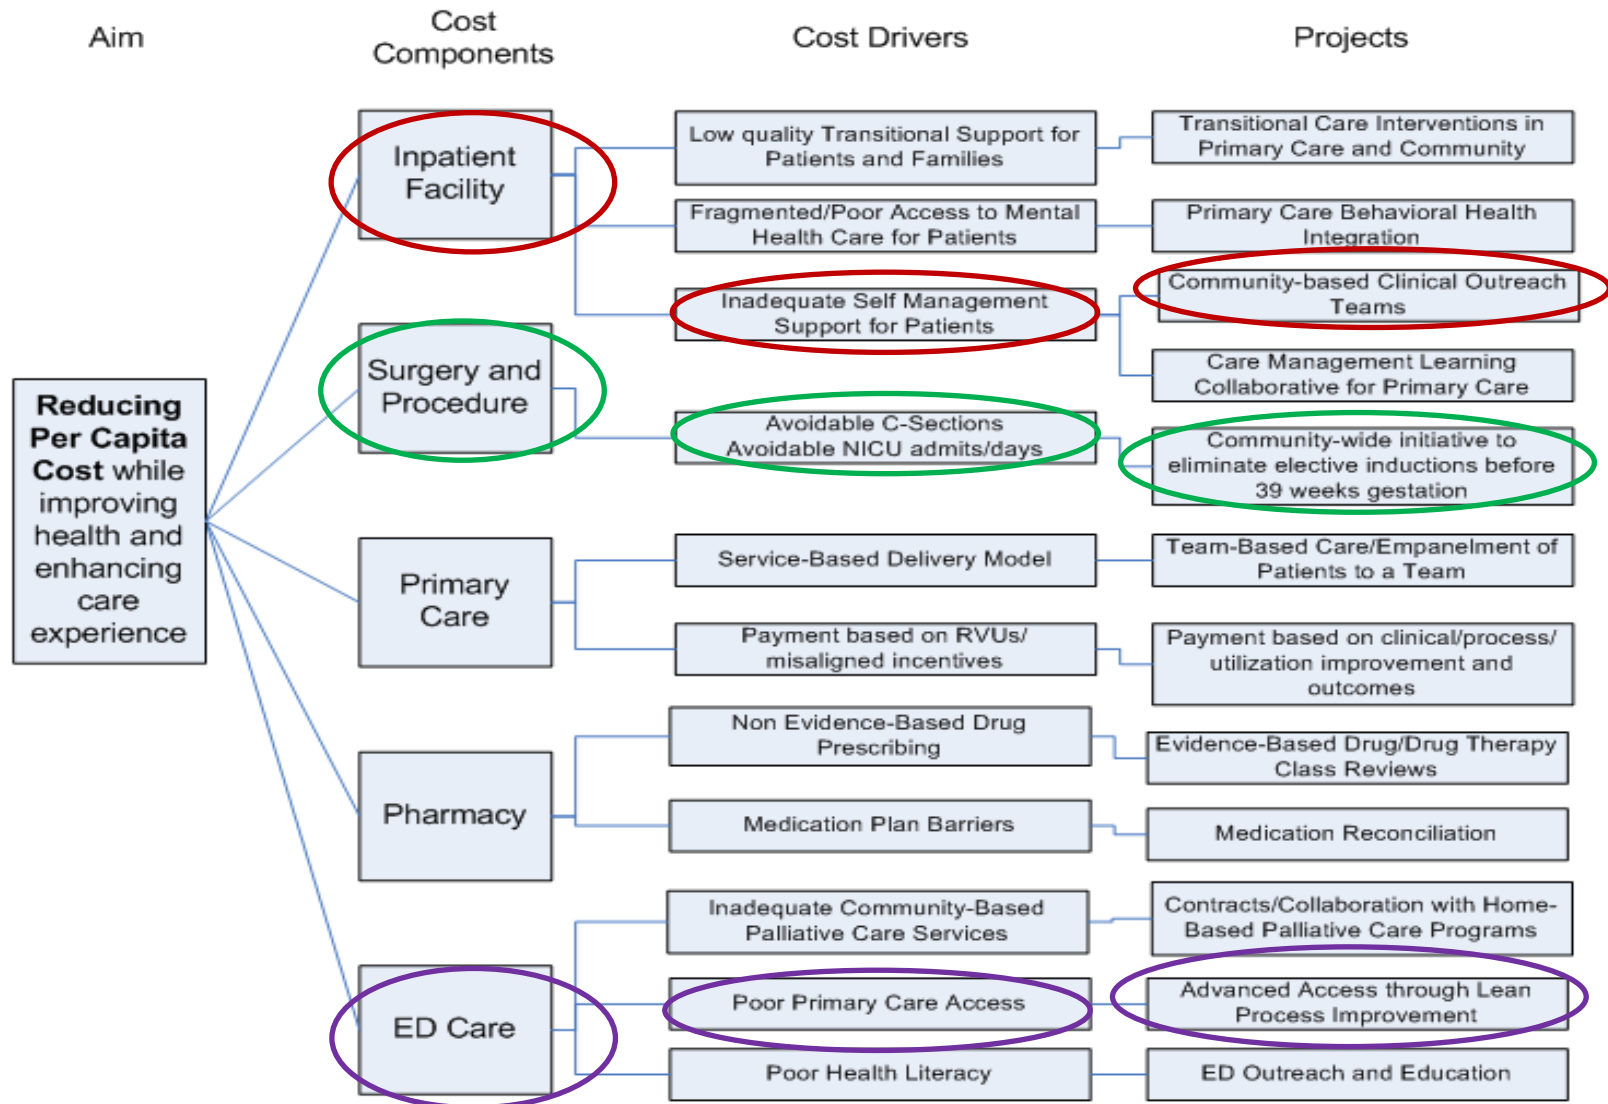 Aim
Cost
Components
Cost Drivers
Projects
Reducing
Per Capita
Cost while
improving
health and
enhancing
care
experience
Inpatient
Facility
Low quality Transitional Support for
Patients and Families
Transitional Care Interventions in
Primary Care and Community
Fragmented/Poor Access to Mental
Health Care for Patients
Primary Care Behavioral Health
Integration
Inadequate Self Management
Support for Patients
Community-based Clinical Outreach
Teams
Care Management Learning
Collaborative for Primary Care
Surgery and
Procedure
Avoidable C-Sections
Avoidable NICU admits/days
Community-wide initiative to
eliminate elective inductions before
39 weeks gestation
Primary
Care
Service-Based Delivery Model
Team-Based Care/Empanelment of
Patients to a Team
Payment based on RVUs/
misaligned incentives
Payment based on clinical/process/
utilization improvement and
outcomes
Pharmacy
Non Evidence-Based Drug
Prescribing
Evidence-Based Drug/Drug Therapy
Class Reviews
Medication Plan Barriers
Medication Reconciliation
ED Care
Inadequate Community-Based
Palliative Care Services
Contracts/Collaboration with Home-
Based Palliative Care Programs
Poor Primary Care Access
Advanced Access through Lean
Process Improvement
Poor Health Literacy
ED Outreach and Education